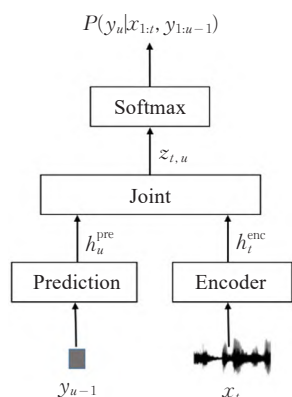 P(y_u|x_{1:t}, y_{1:u-1})
Softmax
z_{t,u}
Joint
h_u^{pre} h_t^{enc}
Prediction Encoder
y_{u-1} x_t